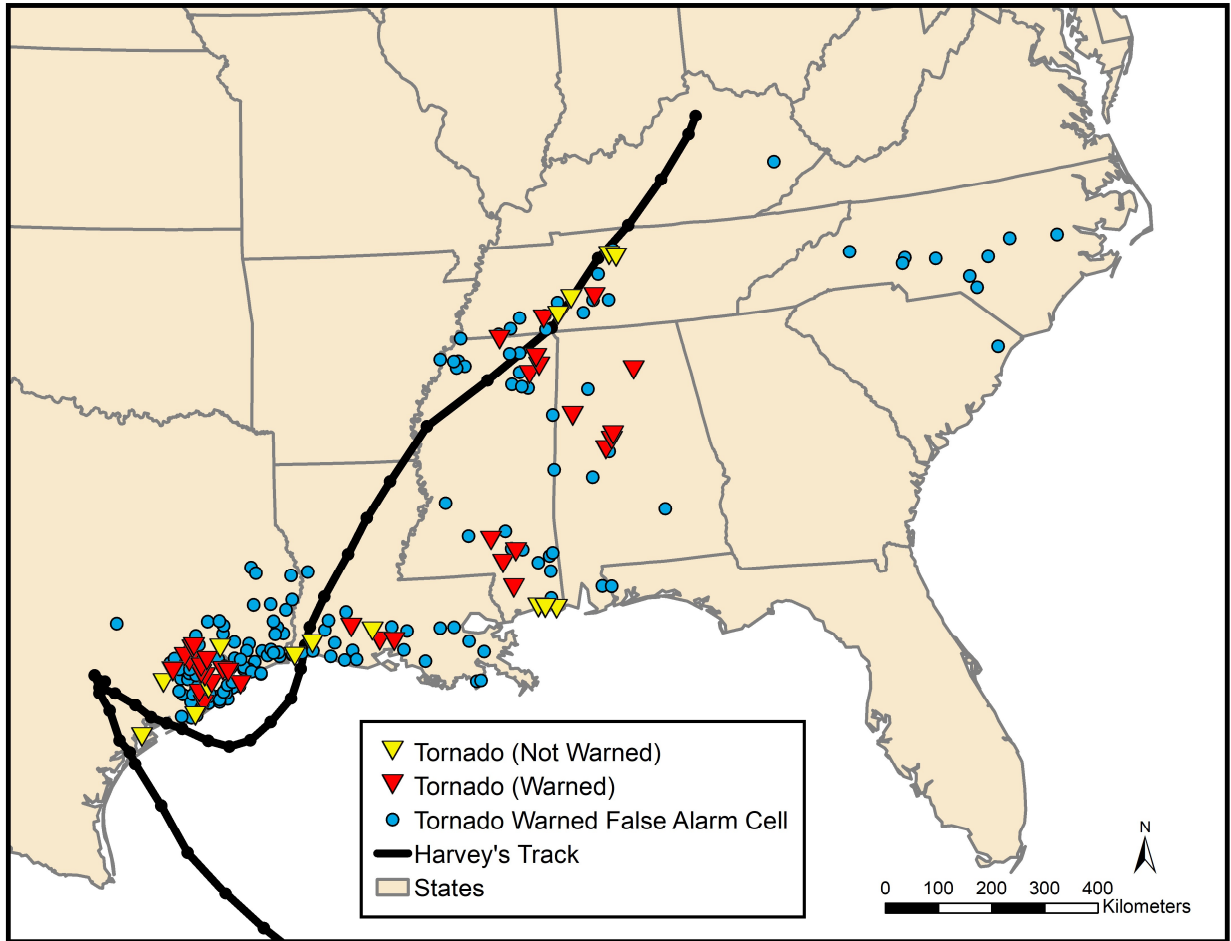 Tornado (Not Warned)
Tornado (Warned)
Tornado Warned False Alarm Cell
Harvey's Track
States
N
0 100 200 300 400
Kilometers